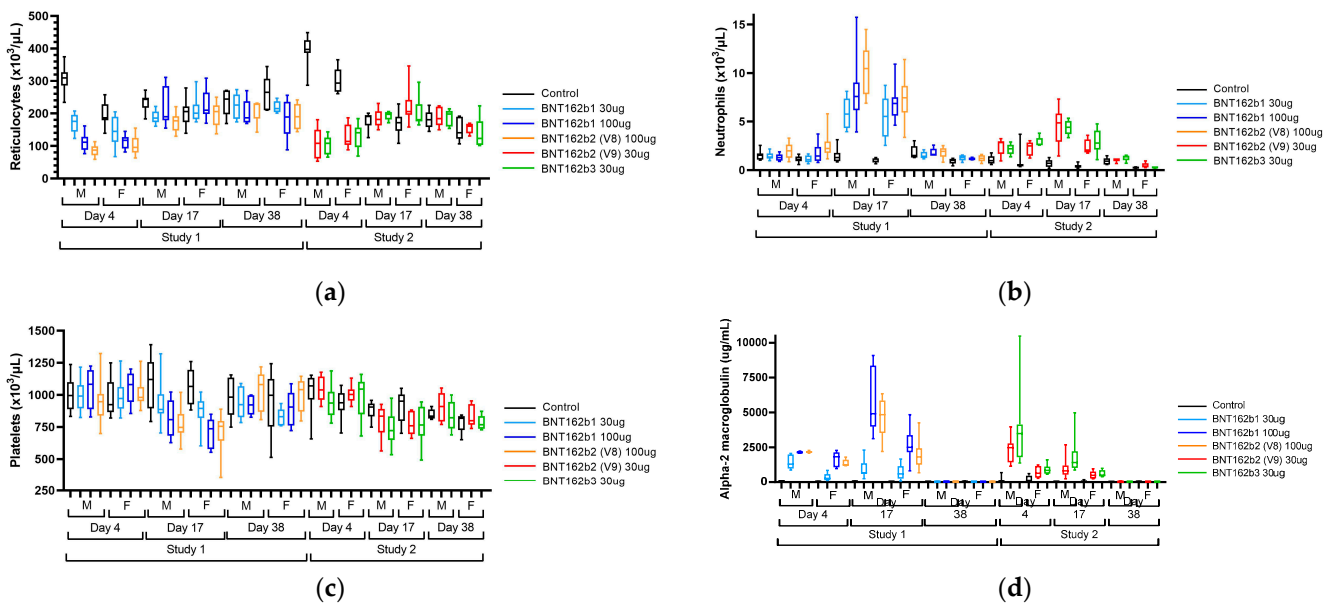 Reticulocytes (x10³/µL)
500
400
300
200
100
0
M F M F M F M F M F M F
Day 4 Day 17 Day 38 Day 4 Day 17 Day 38
Study 1 Study 2
Control
BNT162b1 30ug
BNT162b1 100ug
BNT162b2 (V8) 100ug
BNT162b2 (V9) 30ug
BNT162b3 30ug
(a)
Neutrophils (x10³/µL)
15
10
5
0
M F M F M F M F M F M F
Day 4 Day 17 Day 38 Day 4 Day 17 Day 38
Study 1 Study 2
Control
BNT162b1 30ug
BNT162b1 100ug
BNT162b2 (V8) 100ug
BNT162b2 (V9) 30ug
BNT162b3 30ug
(b)
Platelets (x10³/µL)
1500
1250
1000
750
500
250
M F M F M F M F M F M F
Day 4 Day 17 Day 38 Day 4 Day 17 Day 38
Study 1 Study 2
Control
BNT162b1 30ug
BNT162b1 100ug
BNT162b2 (V8) 100ug
BNT162b2 (V9) 30ug
BNT162b3 30ug
(c)
Alpha-2 macroglobulin (ug/mL)
10000
7500
5000
2500
0
M F M F M F M F M F M F
Day Day Day Day Day
Day 4 17 38 4 17 38
Study 1 Study 2
Control
BNT162b1 30ug
BNT162b1 100ug
BNT162b2 (V8) 100ug
BNT162b2 (V9) 30ug
BNT162b3 30ug
(d)